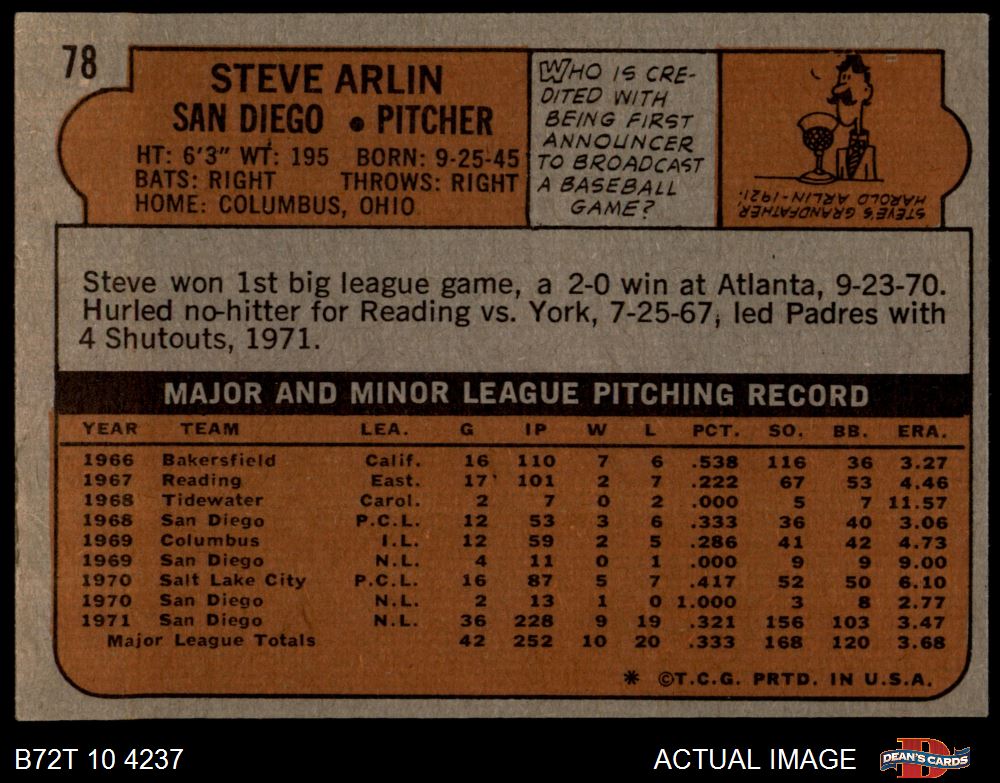 78
STEVE ARLIN
SAN DIEGO • PITCHER
HT: 6'3" WT: 195 BORN: 9-25-45
BATS: RIGHT THROWS: RIGHT
HOME: COLUMBUS, OHIO
WHO IS CRE-
DITED WITH
BEING FIRST
ANNOUNCER
TO BROADCAST
A BASEBALL
GAME?
STEVE'S GRANDFATHER,
HAROLD ARLIN-1921.
Steve won 1st big league game, a 2-0 win at Atlanta, 9-23-70.
Hurled no-hitter for Reading vs. York, 7-25-67; led Padres with
4 Shutouts, 1971.
MAJOR AND MINOR LEAGUE PITCHING RECORD
YEAR TEAM LEA. G IP W L PCT. SO. BB. ERA.
1966 Bakersfield Calif. 16 110 7 6 .538 116 36 3.27
1967 Reading East. 17 101 2 7 .222 67 53 4.46
1968 Tidewater Carol. 2 7 0 2 .000 5 7 11.57
1968 San Diego P.C.L. 12 53 3 6 .333 36 40 3.06
1969 Columbus I.L. 12 59 2 5 .286 41 42 4.73
1969 San Diego N.L. 4 11 0 1 .000 9 9 9.00
1970 Salt Lake City P.C.L. 16 87 5 7 .417 52 50 6.10
1970 San Diego N.L. 2 13 1 0 1.000 3 8 2.77
1971 San Diego N.L. 36 228 9 19 .321 156 103 3.47
Major League Totals 42 252 10 20 .333 168 120 3.68
* ©T.C.G. PRTD. IN U.S.A.
B72T 10 4237
ACTUAL IMAGE
DEAN'S CARDS